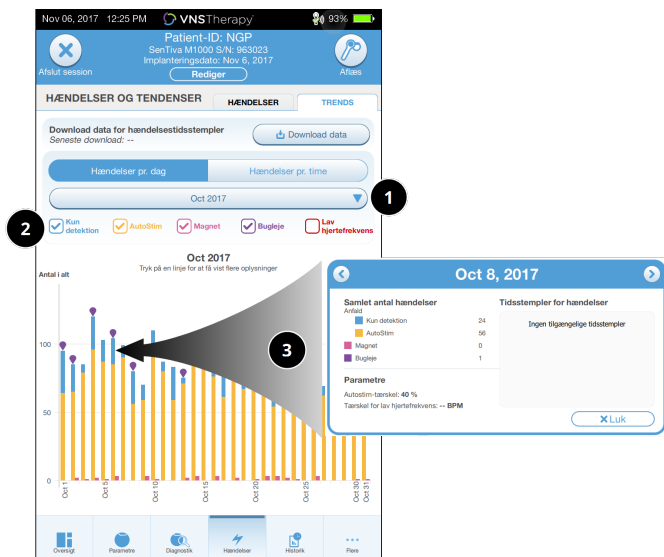 Nov 06, 2017 12:25 PM VNSTherapy 93%
Patient-ID: NGP
SenTiva M1000 S/N: 963023
Implanteringsdato: Nov 6, 2017
Afslut session
Rediger
Aflæs
HÆNDELSER OG TENDENSER
HÆNDELSER
TRENDS
Download data for hændelsestidsstempler
Seneste download: --
Download data
Hændelser pr. dag
Hændelser pr. time
Oct 2017
1
2
Kun detektion
AutoStim
Magnet
Bugleje
Lav hjertefrekvens
Oct 2017
Tryk på en linje for at få vist flere oplysninger
Antal i alt
100
50
0
Oct 1
Oct 5
Oct 10
Oct 15
Oct 20
Oct 25
Oct 30
Oct 31
3
Oct 8, 2017
Samlet antal hændelser
Anfald
Kun detektion 24
AutoStim 56
Magnet 0
Bugleje 1
Tidsstempler for hændelser
Ingen tilgængelige tidsstempler
Parametre
Autostim-tærskel: 40 %
Tærskel for lav hjertefrekvens: -- BPM
Luk
Oversigt
Parametre
Diagnostik
Hændelser
Historik
Flere